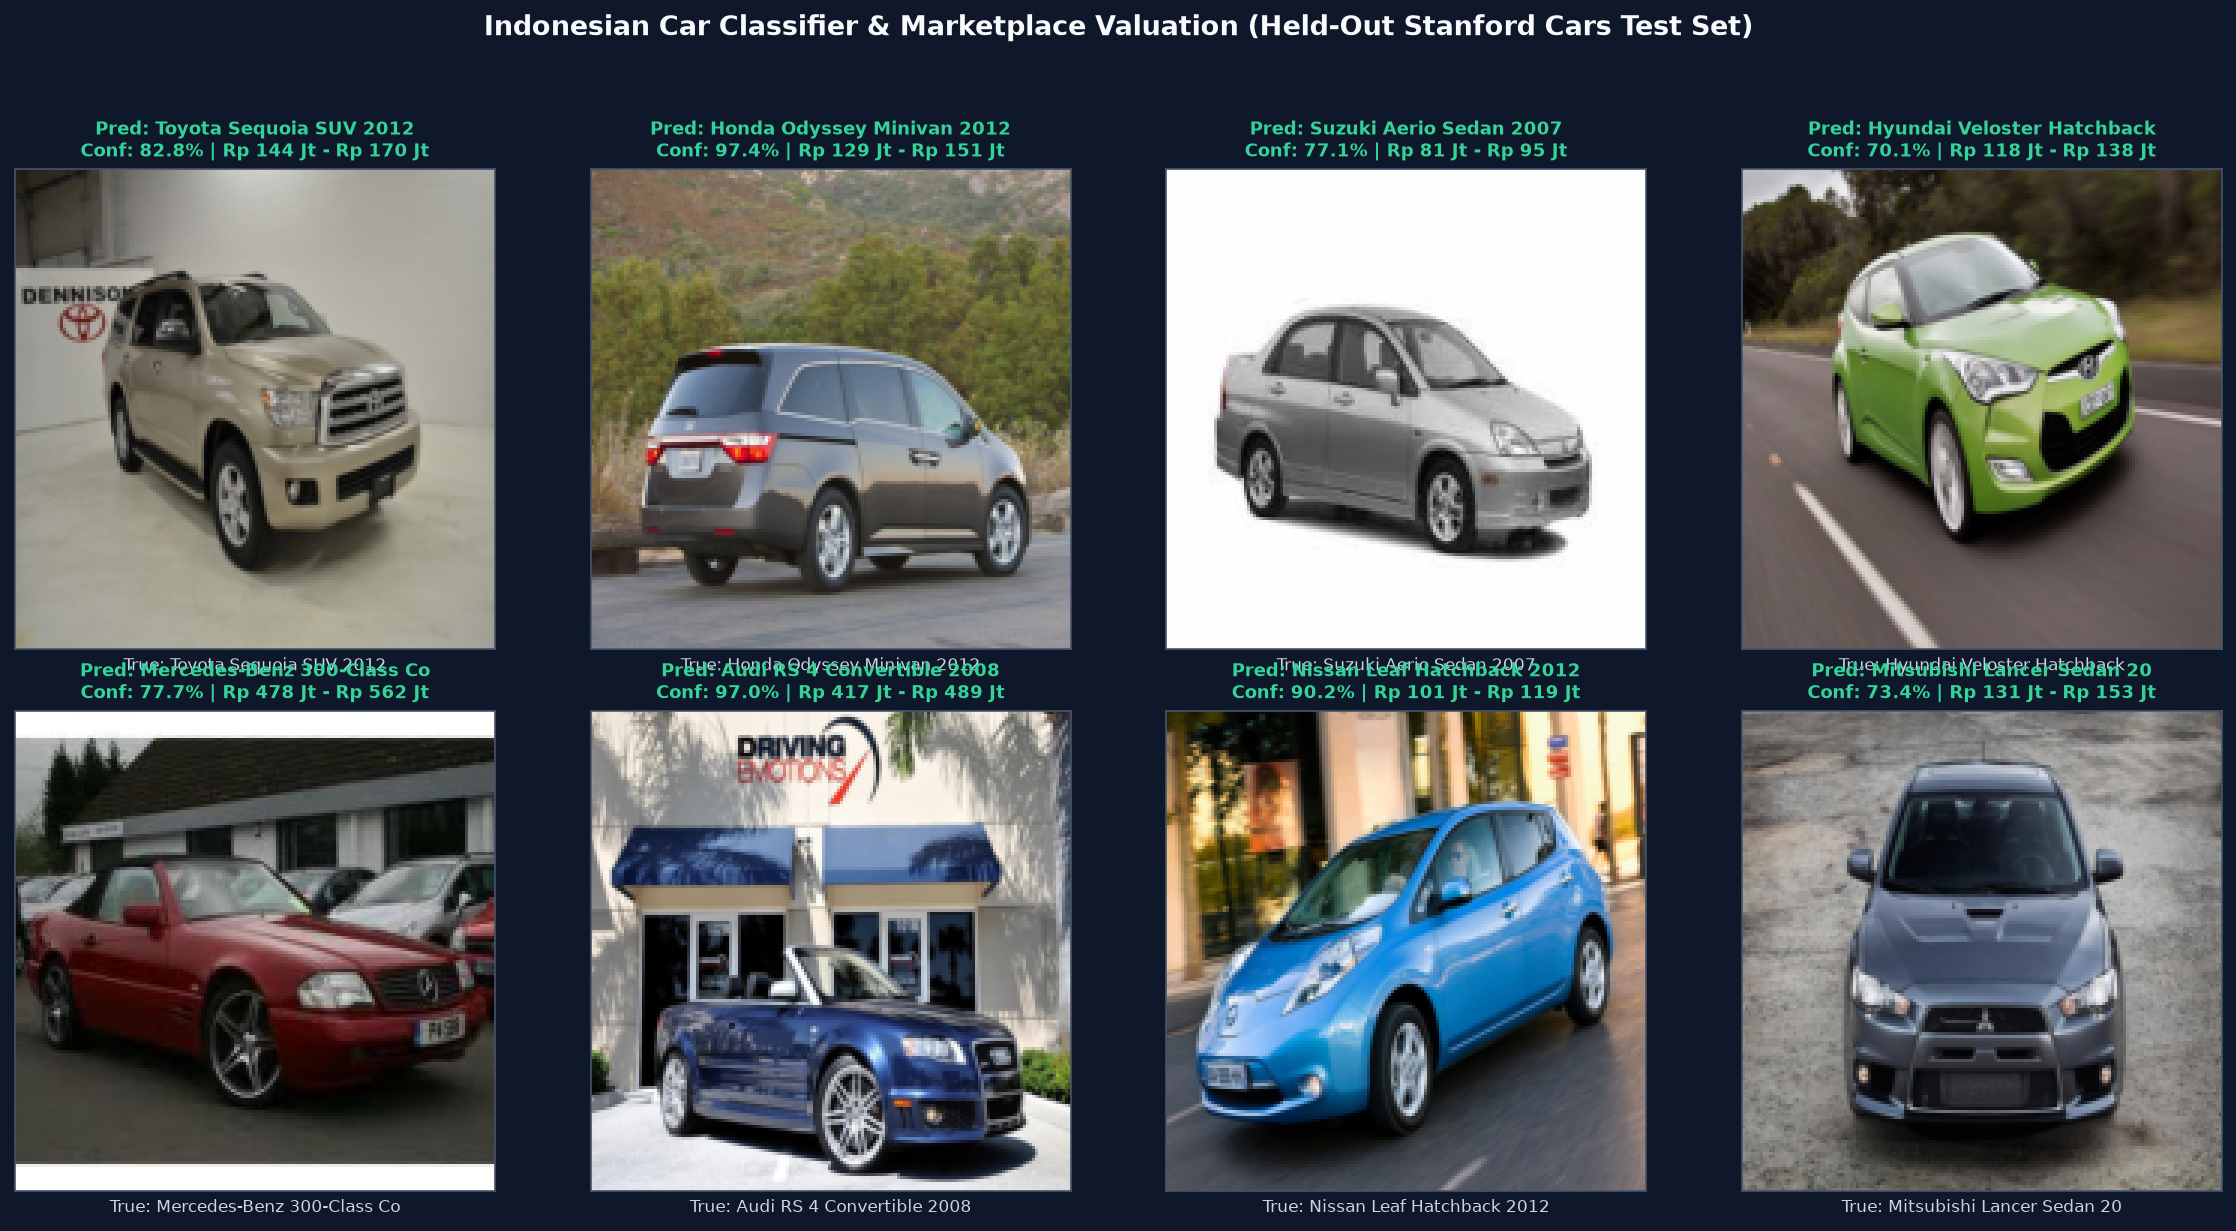 Indonesian Car Classifier & Marketplace Valuation (Held-Out Stanford Cars Test Set)
Pred: Toyota Sequoia SUV 2012
Conf: 82.8% | Rp 144 Jt - Rp 170 Jt
DENNISON
True: Toyota Sequoia SUV 2012
Pred: Honda Odyssey Minivan 2012
Conf: 97.4% | Rp 129 Jt - Rp 151 Jt
True: Honda Odyssey Minivan 2012
Pred: Suzuki Aerio Sedan 2007
Conf: 77.1% | Rp 81 Jt - Rp 95 Jt
True: Suzuki Aerio Sedan 2007
Pred: Hyundai Veloster Hatchback
Conf: 70.1% | Rp 118 Jt - Rp 138 Jt
True: Hyundai Veloster Hatchback
Pred: Mercedes-Benz 300-Class Co
Conf: 77.7% | Rp 478 Jt - Rp 562 Jt
True: Mercedes-Benz 300-Class Co
Pred: Audi RS 4 Convertible 2008
Conf: 97.0% | Rp 417 Jt - Rp 489 Jt
DRIVING
EMOTIONS
True: Audi RS 4 Convertible 2008
Pred: Nissan Leaf Hatchback 2012
Conf: 90.2% | Rp 101 Jt - Rp 119 Jt
True: Nissan Leaf Hatchback 2012
Pred: Mitsubishi Lancer Sedan 20
Conf: 73.4% | Rp 131 Jt - Rp 153 Jt
True: Mitsubishi Lancer Sedan 20